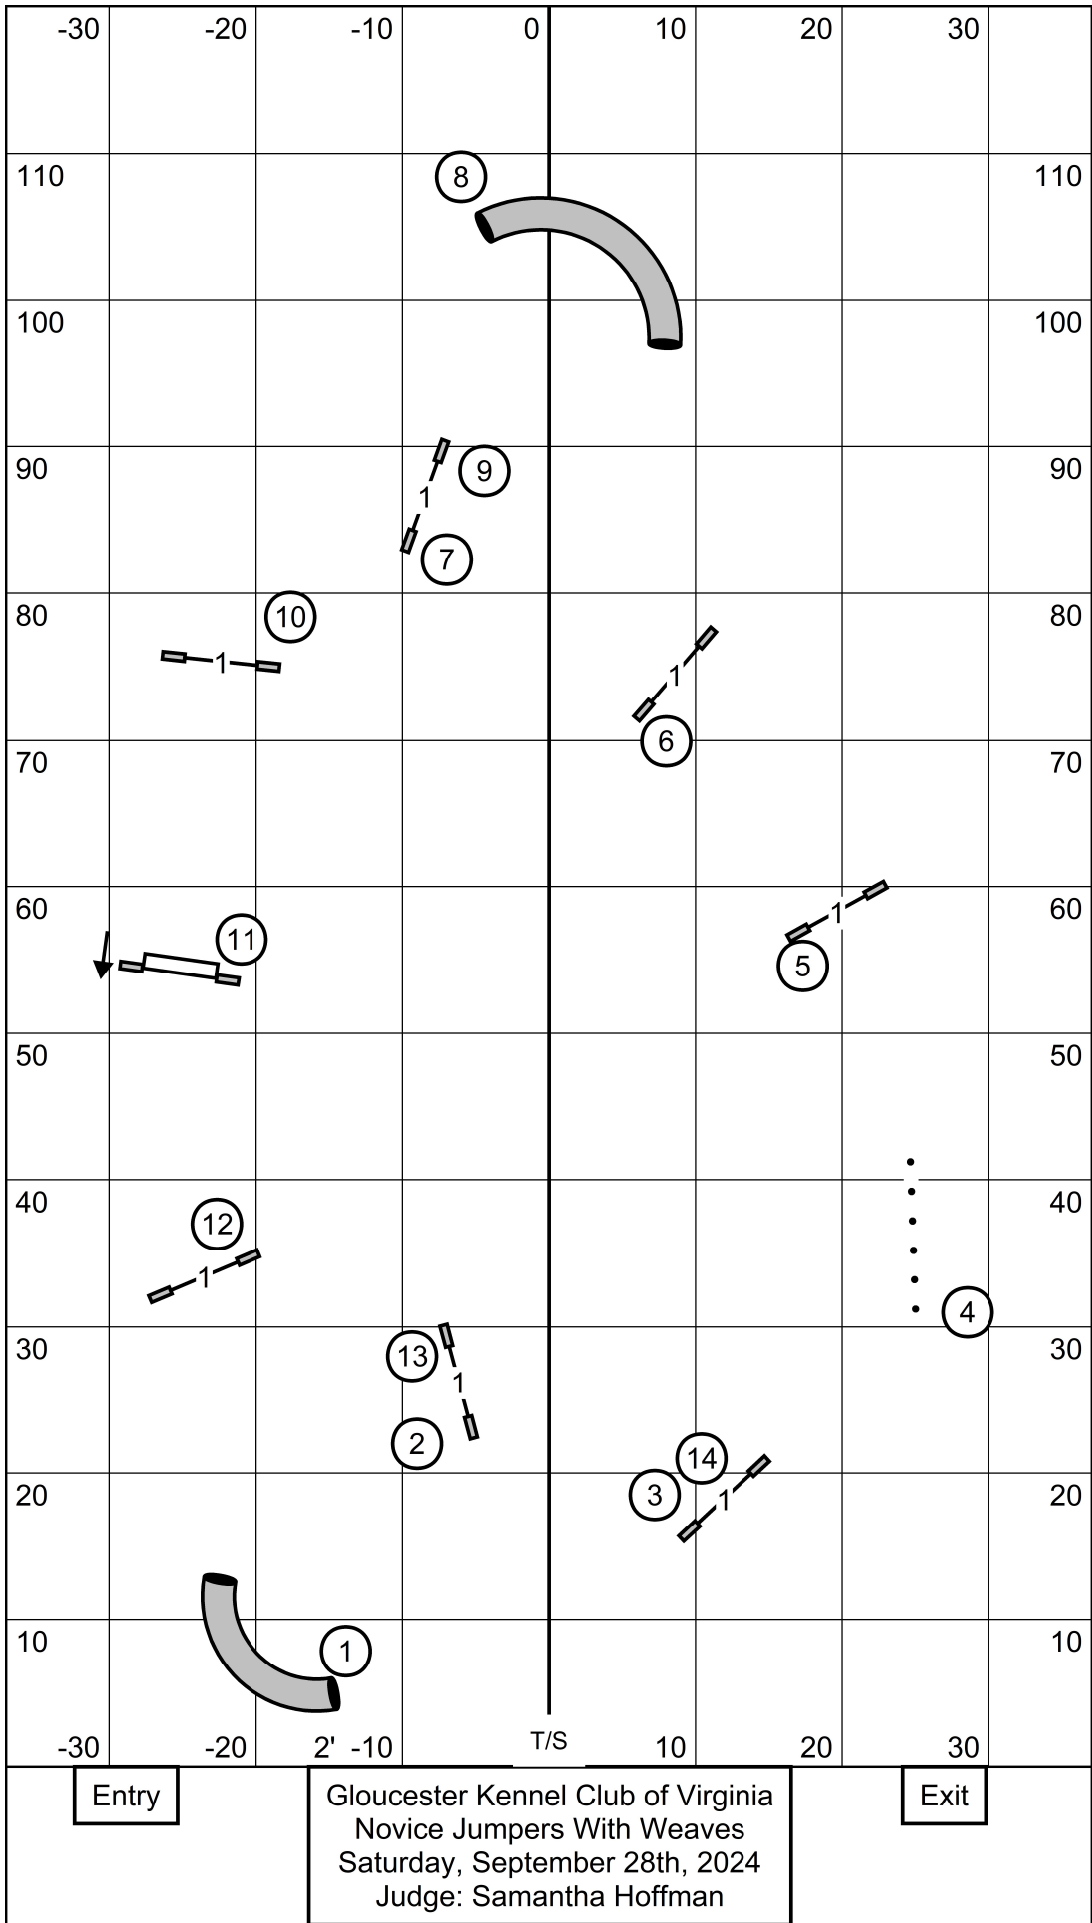 -30 -20 -10 0 10 20 30
8
110 110
100 100
90 9 90
1
7
80 10 80
1 1
6
70 70
60 1 60
11
5
50 50
40 40
12
1
4
30 13 30
1
2
14
20 3 1 20
10 1 10
-30 -20 2' -10 T/S 10 20 30
Entry
Gloucester Kennel Club of Virginia
Novice Jumpers With Weaves
Saturday, September 28th, 2024
Judge: Samantha Hoffman
Exit